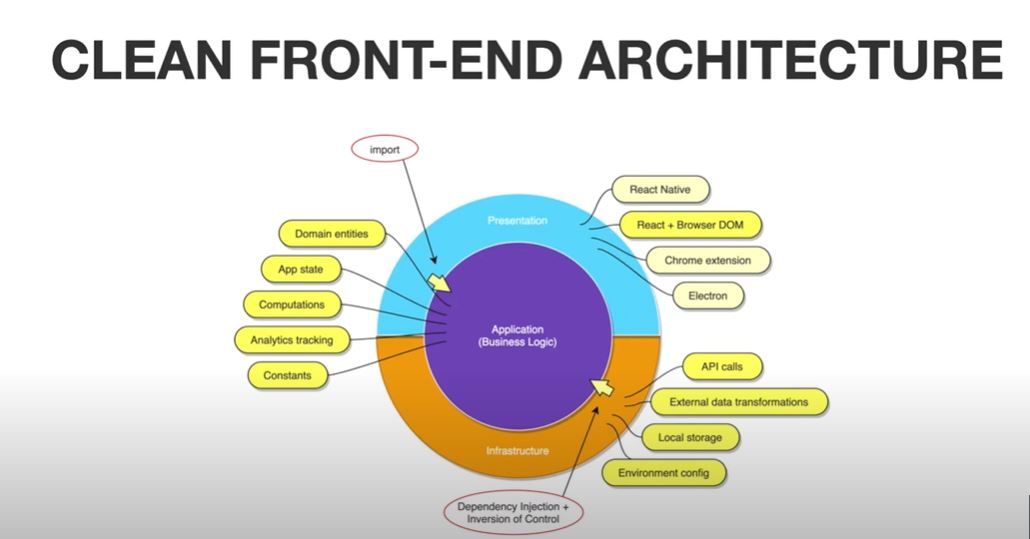 CLEAN FRONT-END ARCHITECTURE
import
React Native
Presentation
React + Browser DOM
Domain entities
Chrome extension
App state
Electron
Computations
Application
(Business Logic)
Analytics tracking
Constants
API calls
External data transformations
Local storage
Infrastructure
Environment config
Dependency Injection +
Inversion of Control